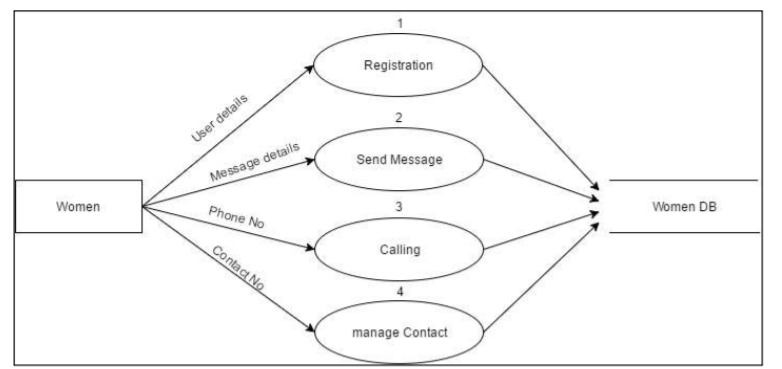 1
Registration
User details
2
Send Message
Message details
Women
Women DB
3
Phone No
Calling
Contact No
4
manage Contact